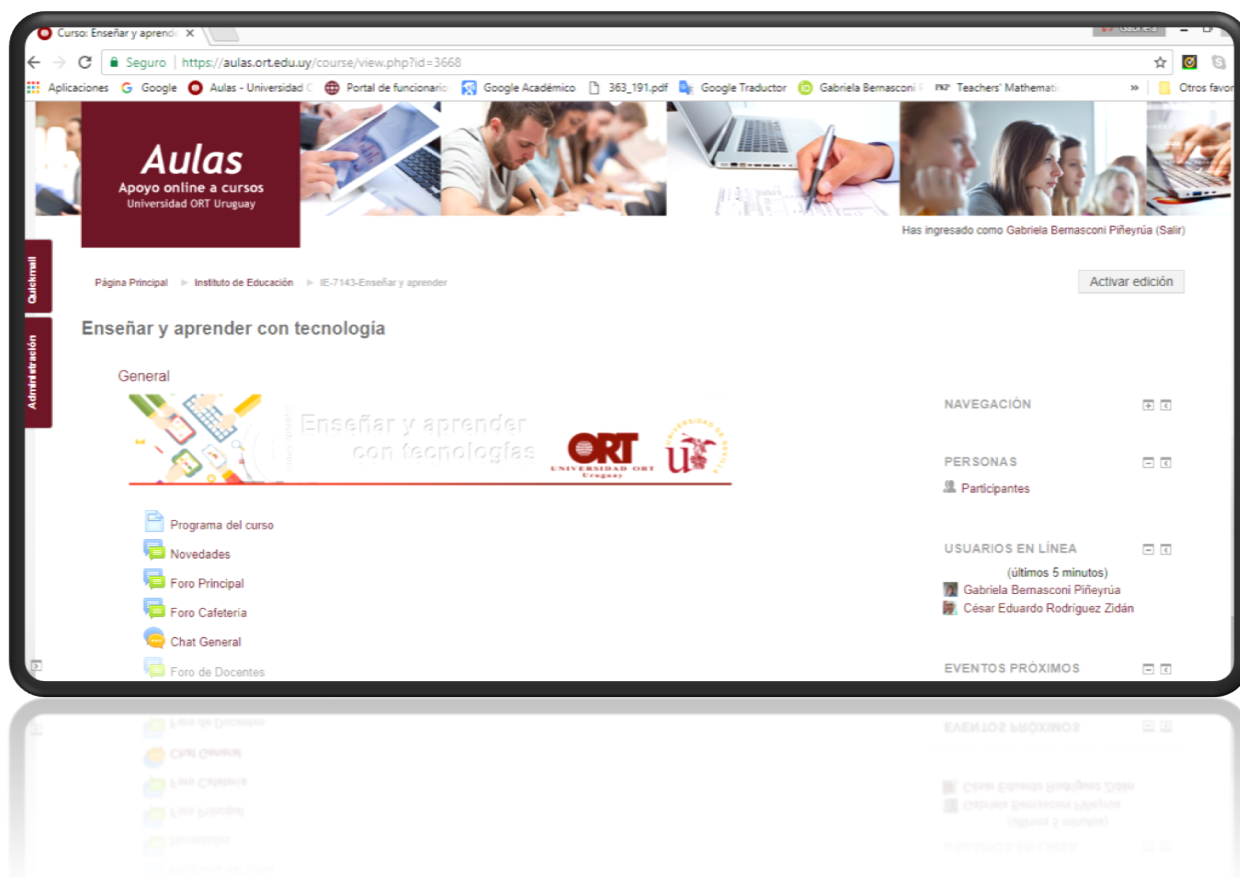 Curso: Enseñar y aprende
Gabriela
Seguro | https://aulas.ort.edu.uy/course/view.php?id=3668
Aplicaciones Google Aulas - Universidad Portal de funcionario Google Académico 363_191.pdf Google Traductor Gabriela Bernasconi Teachers' Mathemati » Otros favor
Aulas
Apoyo online a cursos
Universidad ORT Uruguay
Has ingresado como Gabriela Bernasconi Piñeyrúa (Salir)
Quickmail
Administración
Página Principal ► Instituto de Educación ► IE-7143-Enseñar y aprender
Activar edición
Enseñar y aprender con tecnología
General
Enseñar y aprender
con tecnologías
ORT
UNIVERSIDAD ORT
Uruguay
UNIVERSIDAD DE SEVILLA
Programa del curso
Novedades
Foro Principal
Foro Cafetería
Chat General
Foro de Docentes
NAVEGACIÓN
PERSONAS
Participantes
USUARIOS EN LÍNEA
(últimos 5 minutos)
Gabriela Bernasconi Piñeyrúa
César Eduardo Rodríguez Zidán
EVENTOS PRÓXIMOS